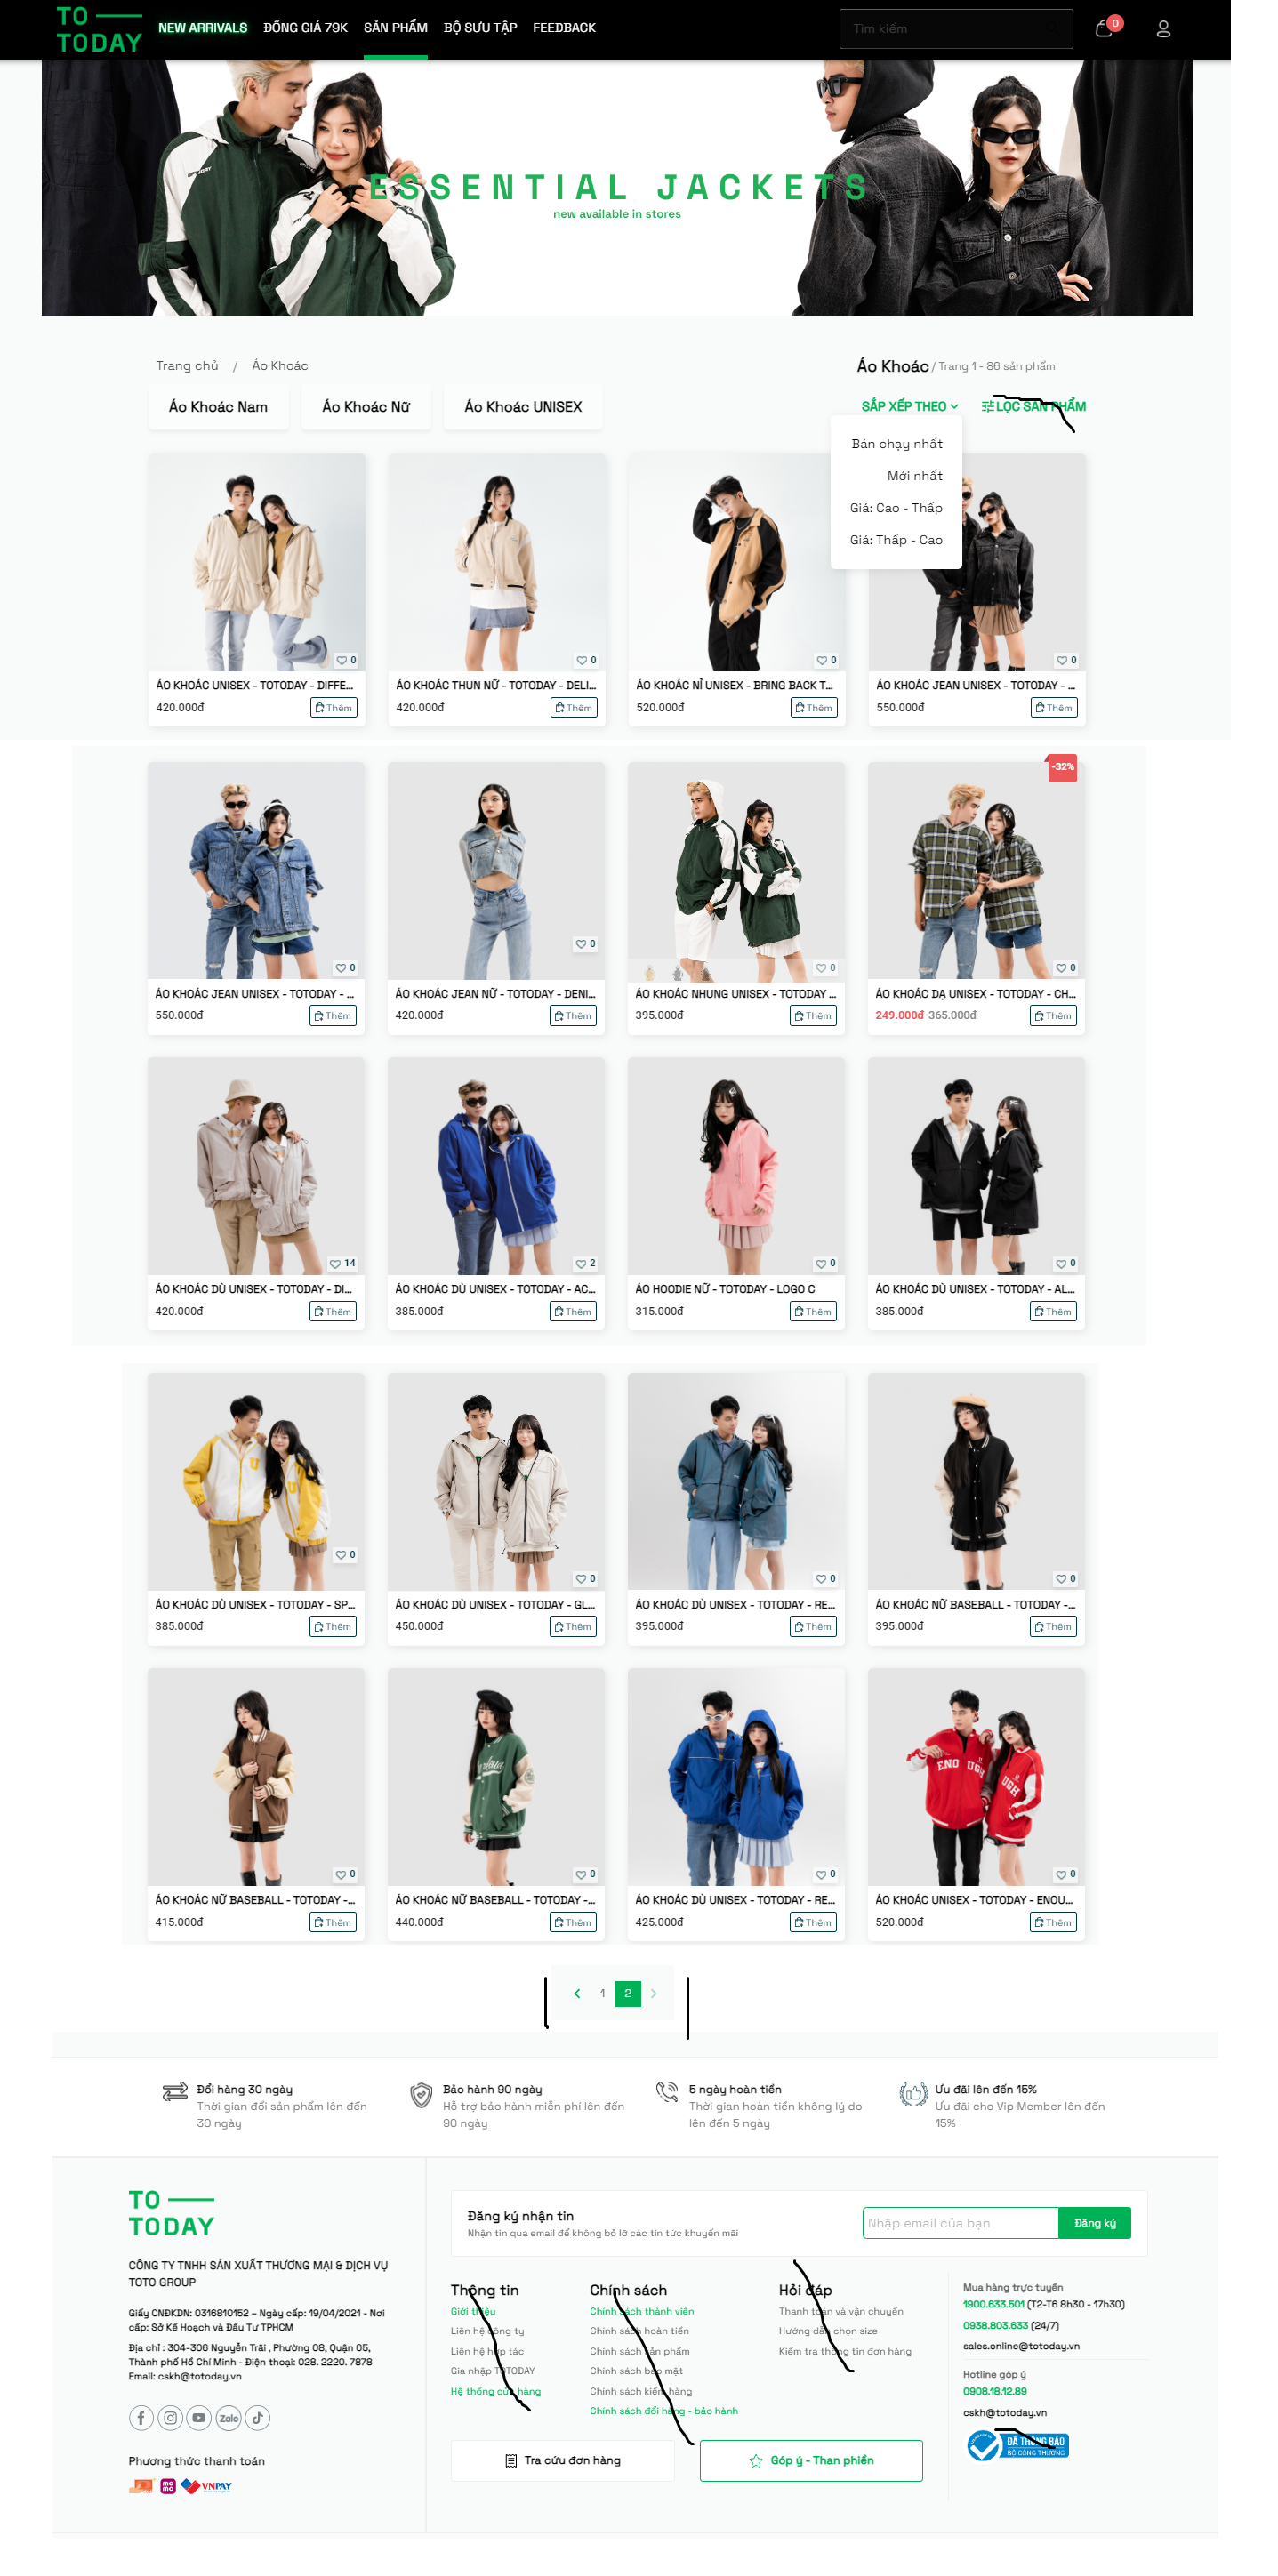 TO
TODAY
NEW ARRIVALS
ĐỒNG GIÁ 79K
SẢN PHẨM
BỘ SƯU TẬP
FEEDBACK
Tìm kiếm
0
ESSENTIAL JACKETS
new available in stores
Trang chủ / Áo Khoác
Áo Khoác / Trang 1 - 86 sản phẩm
Áo Khoác Nam
Áo Khoác Nữ
Áo Khoác UNISEX
SẮP XẾP THEO
LỌC SẢN PHẨM
Bán chạy nhất
Mới nhất
Giá: Cao - Thấp
Giá: Thấp - Cao
0
0
0
0
ÁO KHOÁC UNISEX - TOTODAY - DIFFE...
ÁO KHOÁC THUN NỮ - TOTODAY - DELI...
ÁO KHOÁC NỈ UNISEX - BRING BACK T...
ÁO KHOÁC JEAN UNISEX - TOTODAY - ...
420.000đ Thêm
420.000đ Thêm
520.000đ Thêm
550.000đ Thêm
-32%
0
0
0
0
ÁO KHOÁC JEAN UNISEX - TOTODAY - ...
ÁO KHOÁC JEAN NỮ - TOTODAY - DENI...
ÁO KHOÁC NHUNG UNISEX - TOTODAY ...
ÁO KHOÁC DẠ UNISEX - TOTODAY - CH...
550.000đ Thêm
420.000đ Thêm
395.000đ Thêm
249.000đ 365.000đ Thêm
14
2
0
0
ÁO KHOÁC DÙ UNISEX - TOTODAY - DI...
ÁO KHOÁC DÙ UNISEX - TOTODAY - AC...
ÁO HOODIE NỮ - TOTODAY - LOGO C
ÁO KHOÁC DÙ UNISEX - TOTODAY - AL...
420.000đ Thêm
385.000đ Thêm
315.000đ Thêm
385.000đ Thêm
0
0
0
0
ÁO KHOÁC DÙ UNISEX - TOTODAY - SP...
ÁO KHOÁC DÙ UNISEX - TOTODAY - GL...
ÁO KHOÁC DÙ UNISEX - TOTODAY - RE...
ÁO KHOÁC NỮ BASEBALL - TOTODAY -...
385.000đ Thêm
450.000đ Thêm
395.000đ Thêm
395.000đ Thêm
ENO UGH
0
0
0
0
ÁO KHOÁC NỮ BASEBALL - TOTODAY -...
ÁO KHOÁC NỮ BASEBALL - TOTODAY -...
ÁO KHOÁC DÙ UNISEX - TOTODAY - RE...
ÁO KHOÁC UNISEX - TOTODAY - ENOU...
415.000đ Thêm
440.000đ Thêm
425.000đ Thêm
520.000đ Thêm
1 2
Đổi hàng 30 ngày
Thời gian đổi sản phẩm lên đến
30 ngày
Bảo hành 90 ngày
Hỗ trợ bảo hành miễn phí lên đến
90 ngày
5 ngày hoàn tiền
Thời gian hoàn tiền không lý do
lên đến 5 ngày
Ưu đãi lên đến 15%
Ưu đãi cho Vip Member lên đến
15%
TO
TODAY
CÔNG TY TNHH SẢN XUẤT THƯƠNG MẠI & DỊCH VỤ
TOTO GROUP
Giấy CNĐKDN: 0316810152 – Ngày cấp: 19/04/2021 - Nơi
cấp: Sở Kế Hoạch và Đầu Tư TPHCM
Địa chỉ : 304-306 Nguyễn Trãi , Phường 08, Quận 05,
Thành phố Hồ Chí Minh - Điện thoại: 028. 2220. 7878
Email: cskh@totoday.vn
Zalo
Phương thức thanh toán
momo
VNPAY
Đăng ký nhận tin
Nhận tin qua email để không bỏ lỡ các tin tức khuyến mãi
Nhập email của bạn
Đăng ký
Thông tin
Giới thiệu
Liên hệ công ty
Liên hệ hợp tác
Gia nhập TOTODAY
Hệ thống cửa hàng
Chính sách
Chính sách thành viên
Chính sách hoàn tiền
Chính sách sản phẩm
Chính sách bảo mật
Chính sách kiểm hàng
Chính sách đổi hàng - bảo hành
Hỏi đáp
Thanh toán và vận chuyển
Hướng dẫn chọn size
Kiểm tra thông tin đơn hàng
Mua hàng trực tuyến
1900.633.501 (T2-T6 8h30 - 17h30)
0938.803.633 (24/7)
sales.online@totoday.vn
Hotline góp ý
0908.18.12.89
cskh@totoday.vn
ĐÃ THÔNG BÁO
BỘ CÔNG THƯƠNG
Tra cứu đơn hàng
Góp ý - Than phiền